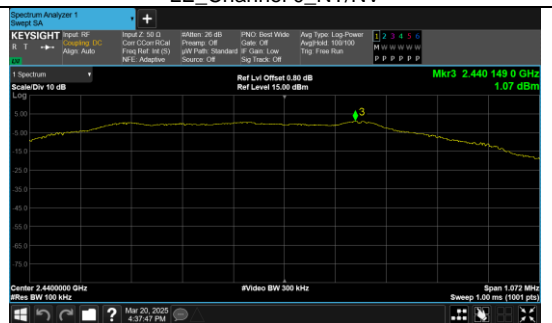 Spectrum Analyzer 1
Swept SA
+
KEYSIGHT Input: RF Input Z: 50 Ω #Atten: 26 dB PNO: Best Wide Avg Type: Log-Power 1 2 3 4 5 6
R T Coupling: DC Corr CCorr RCal Preamp: Off Gate: Off Avg|Hold: 100/100 M W W W W W
Align: Auto Freq Ref: Int (S) µW Path: Standard IF Gain: Low Trig: Free Run
NFE: Adaptive Source: Off Sig Track: Off P P P P P P
1 Spectrum Ref Lvl Offset 0.80 dB Mkr3 2.440 149 0 GHz
Scale/Div 10 dB Ref Level 15.00 dBm 1.07 dBm
Log
3
5.00
-5.00
-15.0
-25.0
-35.0
-45.0
-55.0
-65.0
-75.0
Center 2.4400000 GHz #Video BW 300 kHz Span 1.072 MHz
#Res BW 100 kHz Sweep 1.00 ms (1001 pts)
? Mar 20, 2025
4:37:47 PM